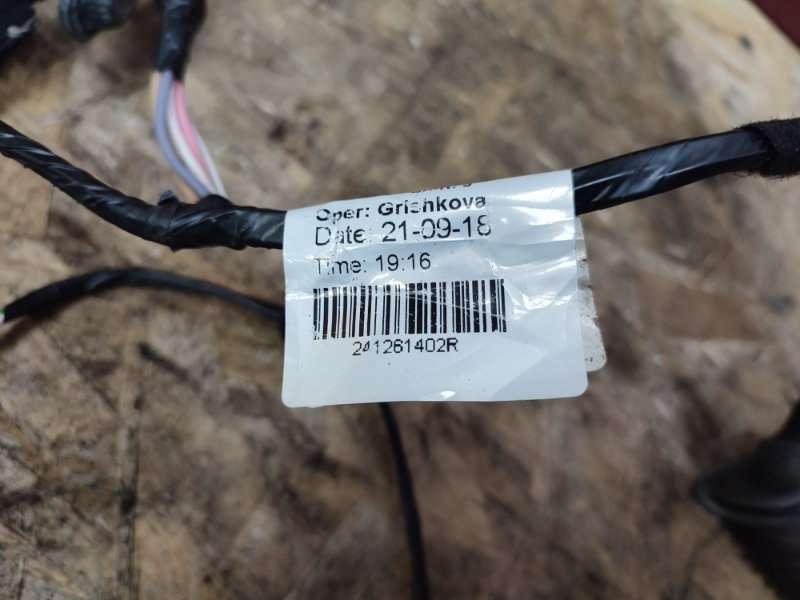 Oper: Grishkova
Date: 21-09-18
Time: 19:16
241261402R